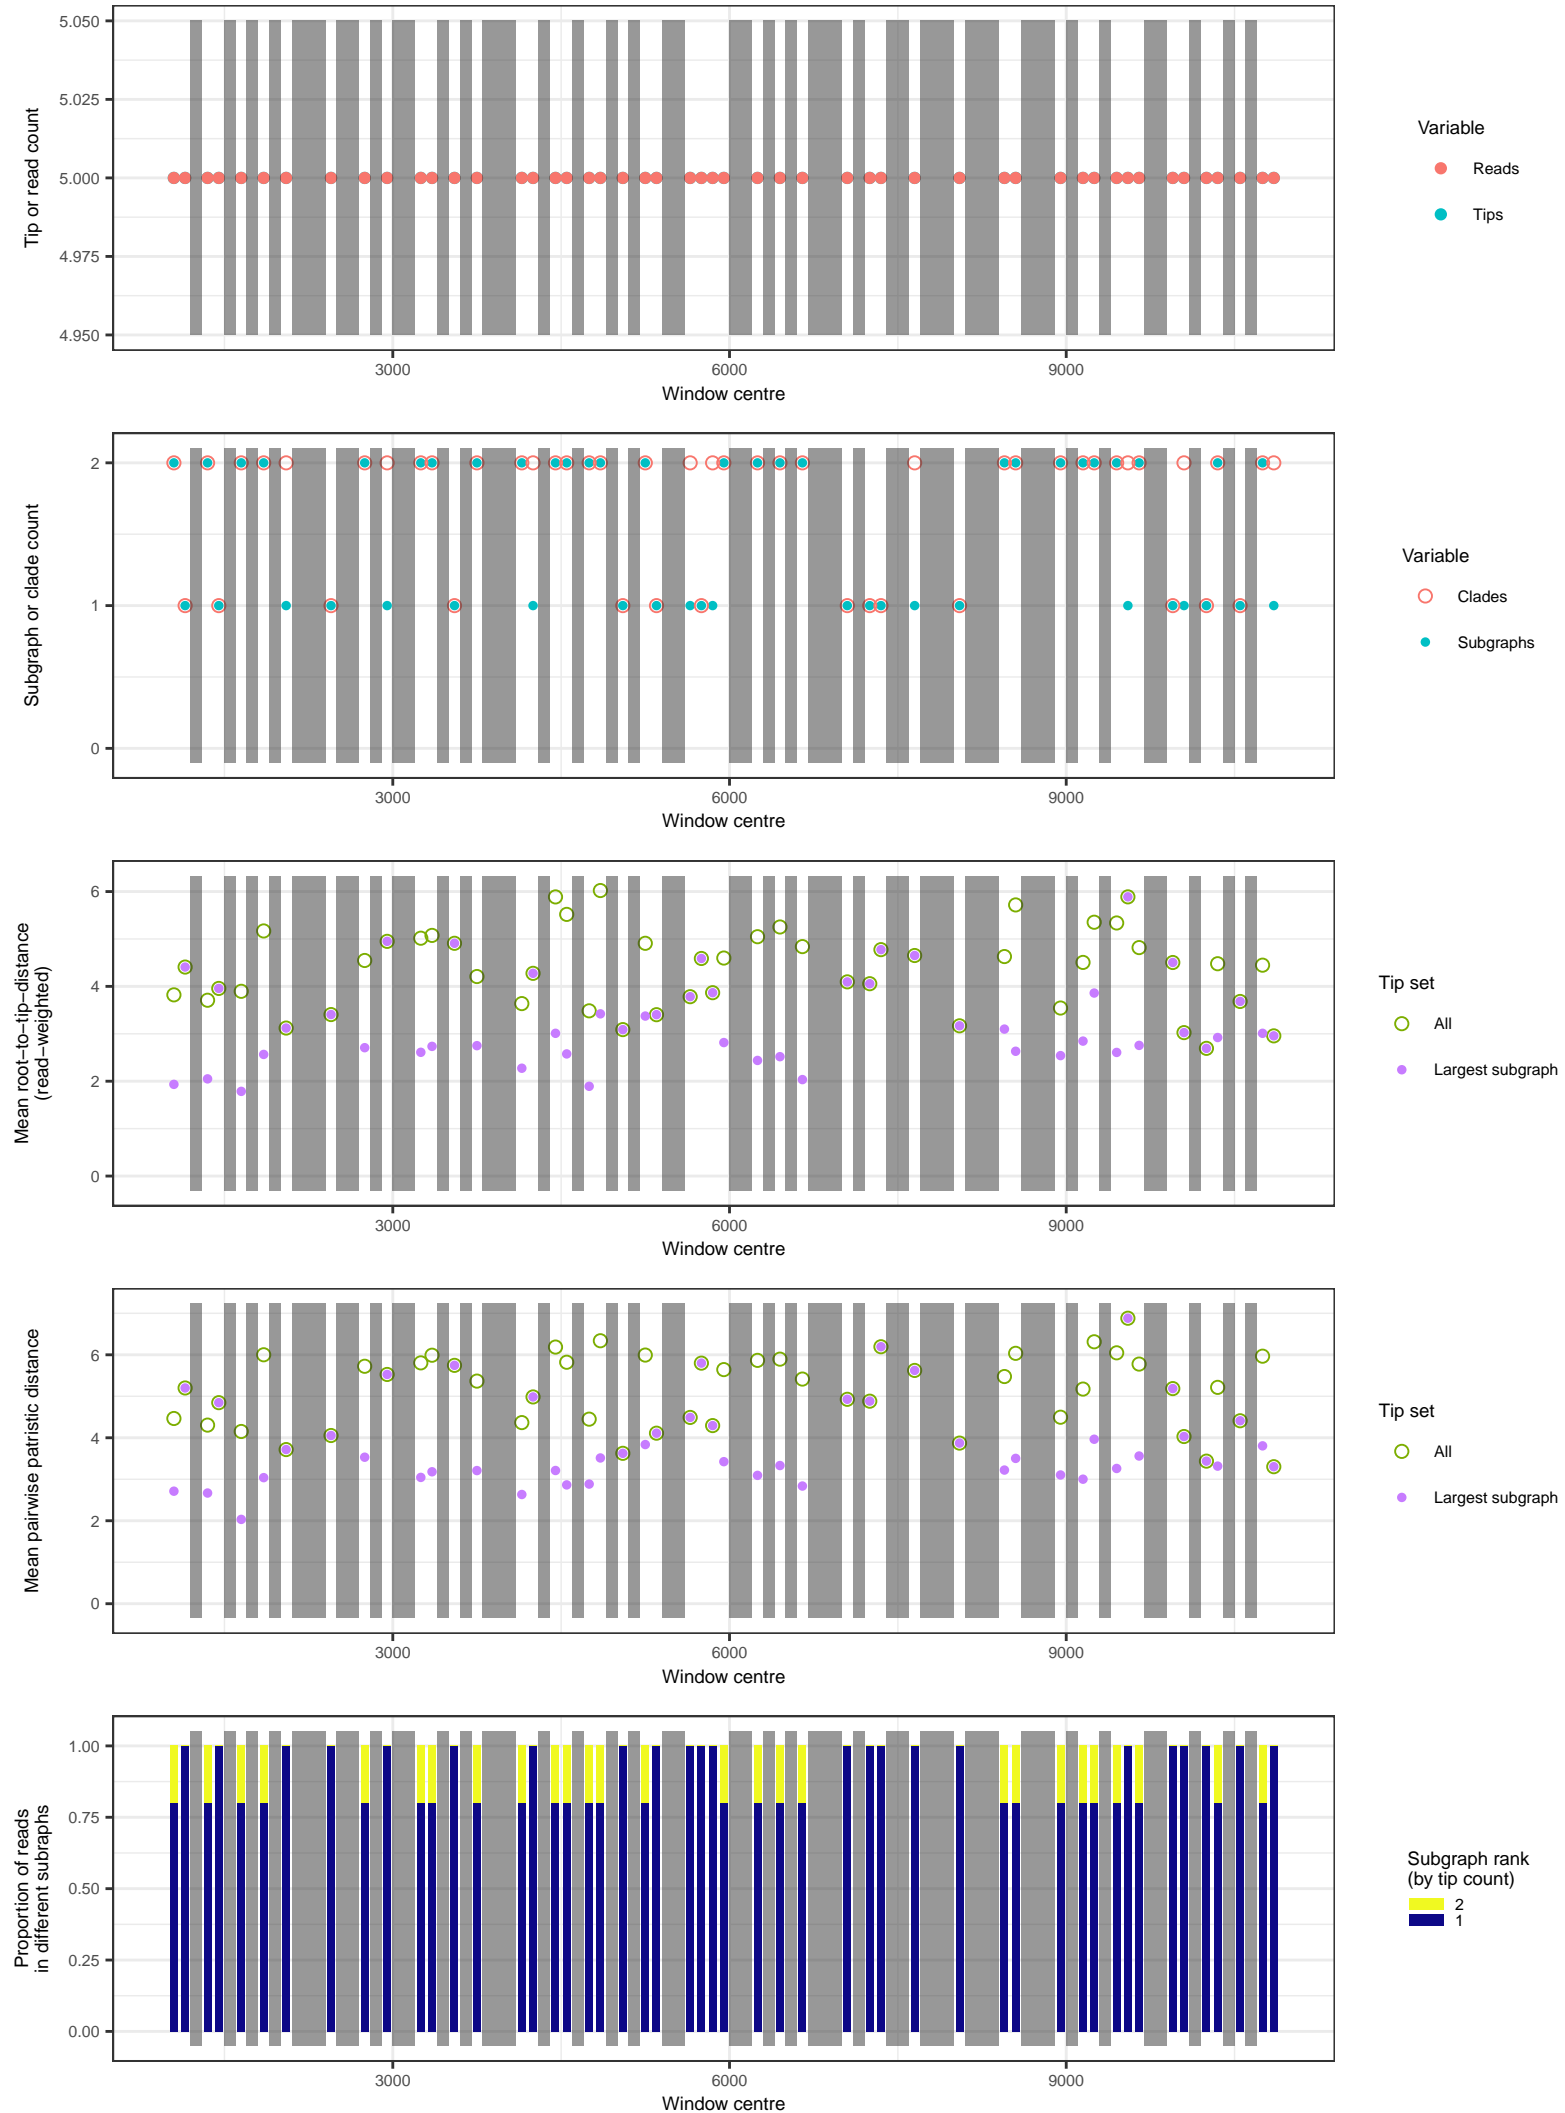 5.050
5.025
5.000
4.975
4.950
Tip or read count
3000
6000
9000
Window centre
Variable
Reads
Tips
2
1
0
Subgraph or clade count
3000
6000
9000
Window centre
Variable
Clades
Subgraphs
6
4
2
0
Mean root−to−tip−distance
(read−weighted)
3000
6000
9000
Window centre
Tip set
All
Largest subgraph
6
4
2
0
Mean pairwise patristic distance
3000
6000
9000
Window centre
Tip set
All
Largest subgraph
1.00
0.75
0.50
0.25
0.00
Proportion of reads
in different subraphs
3000
6000
9000
Window centre
Subgraph rank
(by tip count)
2
1